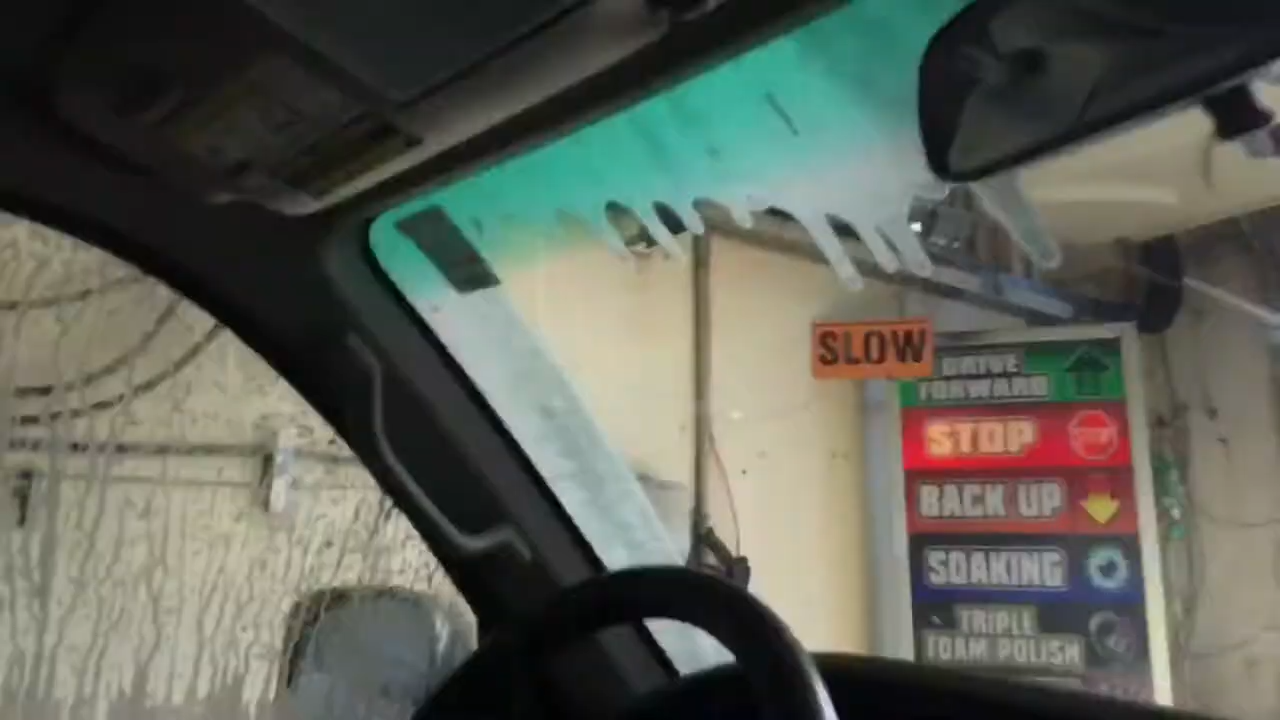 SLOW
DRIVE
FORWARD
STOP
BACK UP
SOAKING
TRIPLE
FOAM POLISH